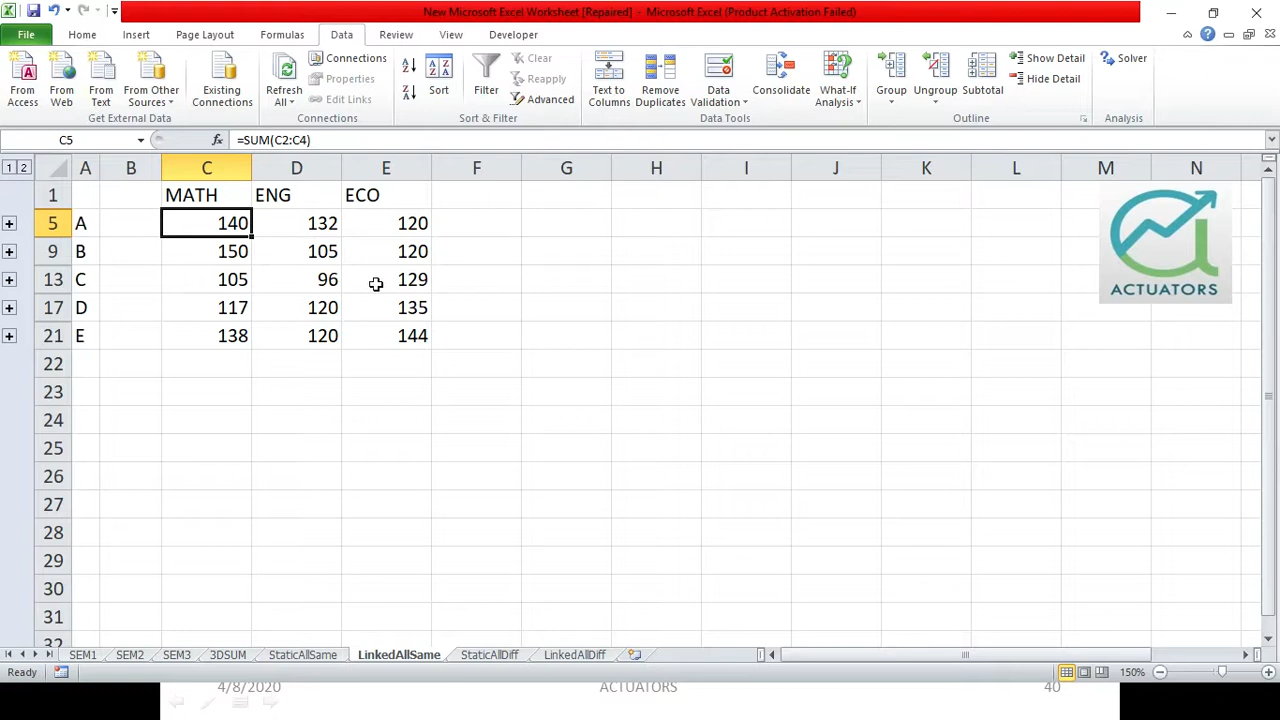 New Microsoft Excel Worksheet [Repaired] - Microsoft Excel (Product Activation Failed)
File Home Insert Page Layout Formulas Data Review View Developer
From Access
From Web
From Text
From Other Sources
Existing Connections
Refresh All
Connections
Properties
Edit Links
Sort
Filter
Clear
Reapply
Advanced
Text to Columns
Remove Duplicates
Data Validation
Consolidate
What-If Analysis
Group
Ungroup
Subtotal
Show Detail
Hide Detail
Solver
Get External Data Connections Sort & Filter Data Tools Outline Analysis
C5 fx =SUM(C2:C4)
1 2 A B C D E F G H I J K L M N
1 MATH ENG ECO
5 A 140 132 120
9 B 150 105 120
13 C 105 96 129
17 D 117 120 135
21 E 138 120 144
22
23
24
25
26
27
28
29
30
31
32
ACTUATORS
SEM1 SEM2 SEM3 3DSUM StaticAllSame LinkedAllSame StaticAllDiff LinkedAllDiff
Ready 150%
4/8/2020 ACTUATORS 40